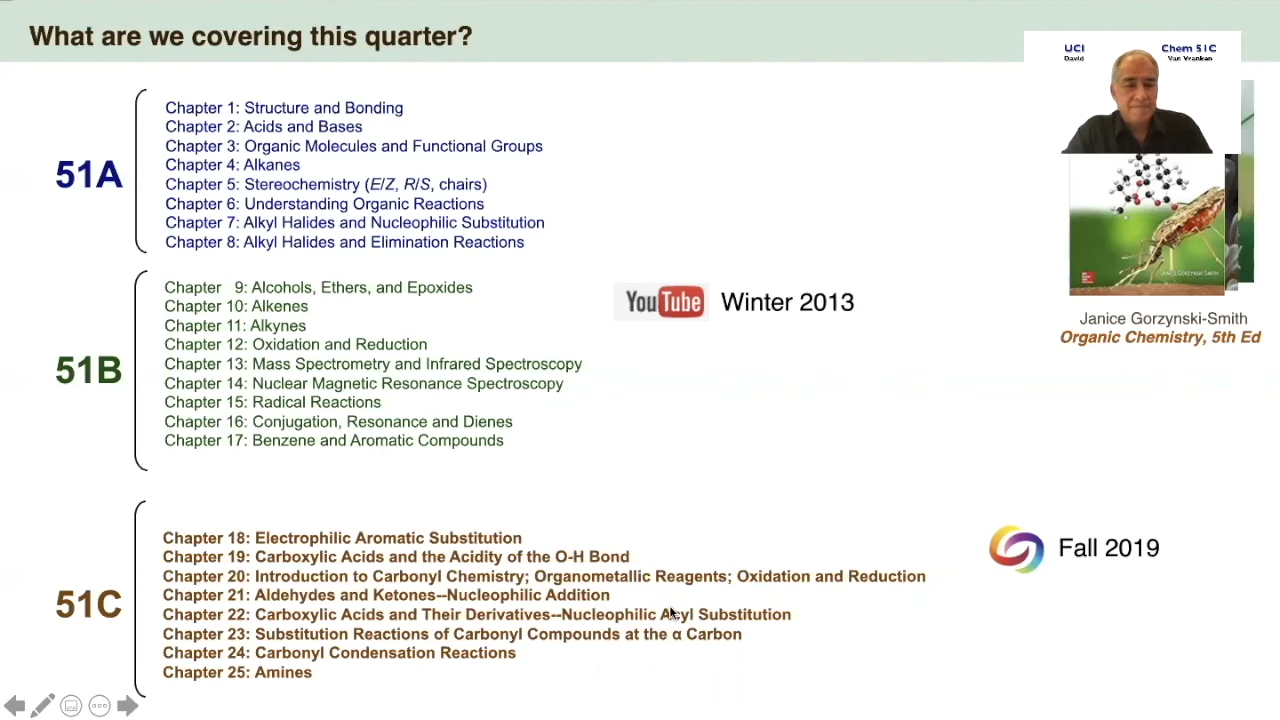 What are we covering this quarter?
UCI
David
Chem 51C
Van Vranken
51A
Chapter 1: Structure and Bonding
Chapter 2: Acids and Bases
Chapter 3: Organic Molecules and Functional Groups
Chapter 4: Alkanes
Chapter 5: Stereochemistry (E/Z, R/S, chairs)
Chapter 6: Understanding Organic Reactions
Chapter 7: Alkyl Halides and Nucleophilic Substitution
Chapter 8: Alkyl Halides and Elimination Reactions
JANICE GORZYNSKI SMITH
Janice Gorzynski-Smith
Organic Chemistry, 5th Ed
51B
Chapter 9: Alcohols, Ethers, and Epoxides
Chapter 10: Alkenes
Chapter 11: Alkynes
Chapter 12: Oxidation and Reduction
Chapter 13: Mass Spectrometry and Infrared Spectroscopy
Chapter 14: Nuclear Magnetic Resonance Spectroscopy
Chapter 15: Radical Reactions
Chapter 16: Conjugation, Resonance and Dienes
Chapter 17: Benzene and Aromatic Compounds
YouTube Winter 2013
51C
Chapter 18: Electrophilic Aromatic Substitution
Chapter 19: Carboxylic Acids and the Acidity of the O-H Bond
Chapter 20: Introduction to Carbonyl Chemistry; Organometallic Reagents; Oxidation and Reduction
Chapter 21: Aldehydes and Ketones--Nucleophilic Addition
Chapter 22: Carboxylic Acids and Their Derivatives--Nucleophilic Acyl Substitution
Chapter 23: Substitution Reactions of Carbonyl Compounds at the α Carbon
Chapter 24: Carbonyl Condensation Reactions
Chapter 25: Amines
Fall 2019